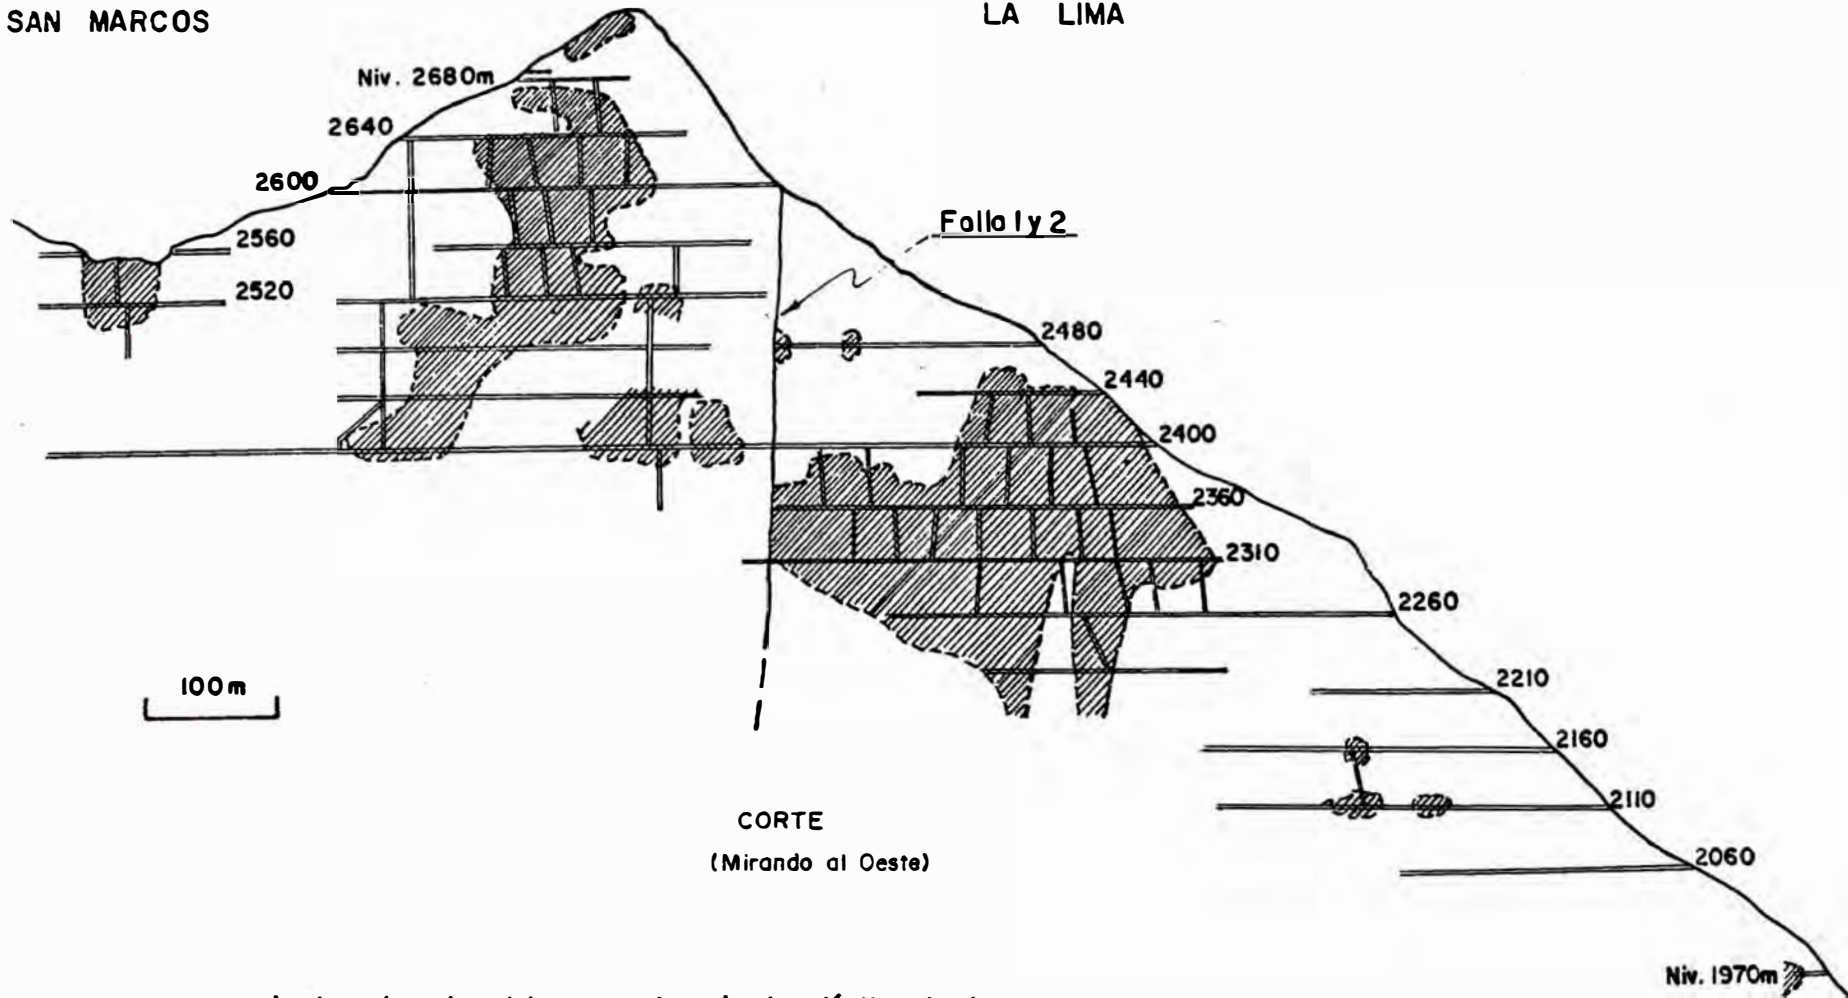 SAN MARCOS
LA LIMA
Niv. 2680m
2640
2600
2560
2520
Falla 1 y 2
2480
2440
2400
2360
2310
2260
2210
2160
2110
2060
Niv. 1970m
100m
CORTE
(Mirando al Oeste)